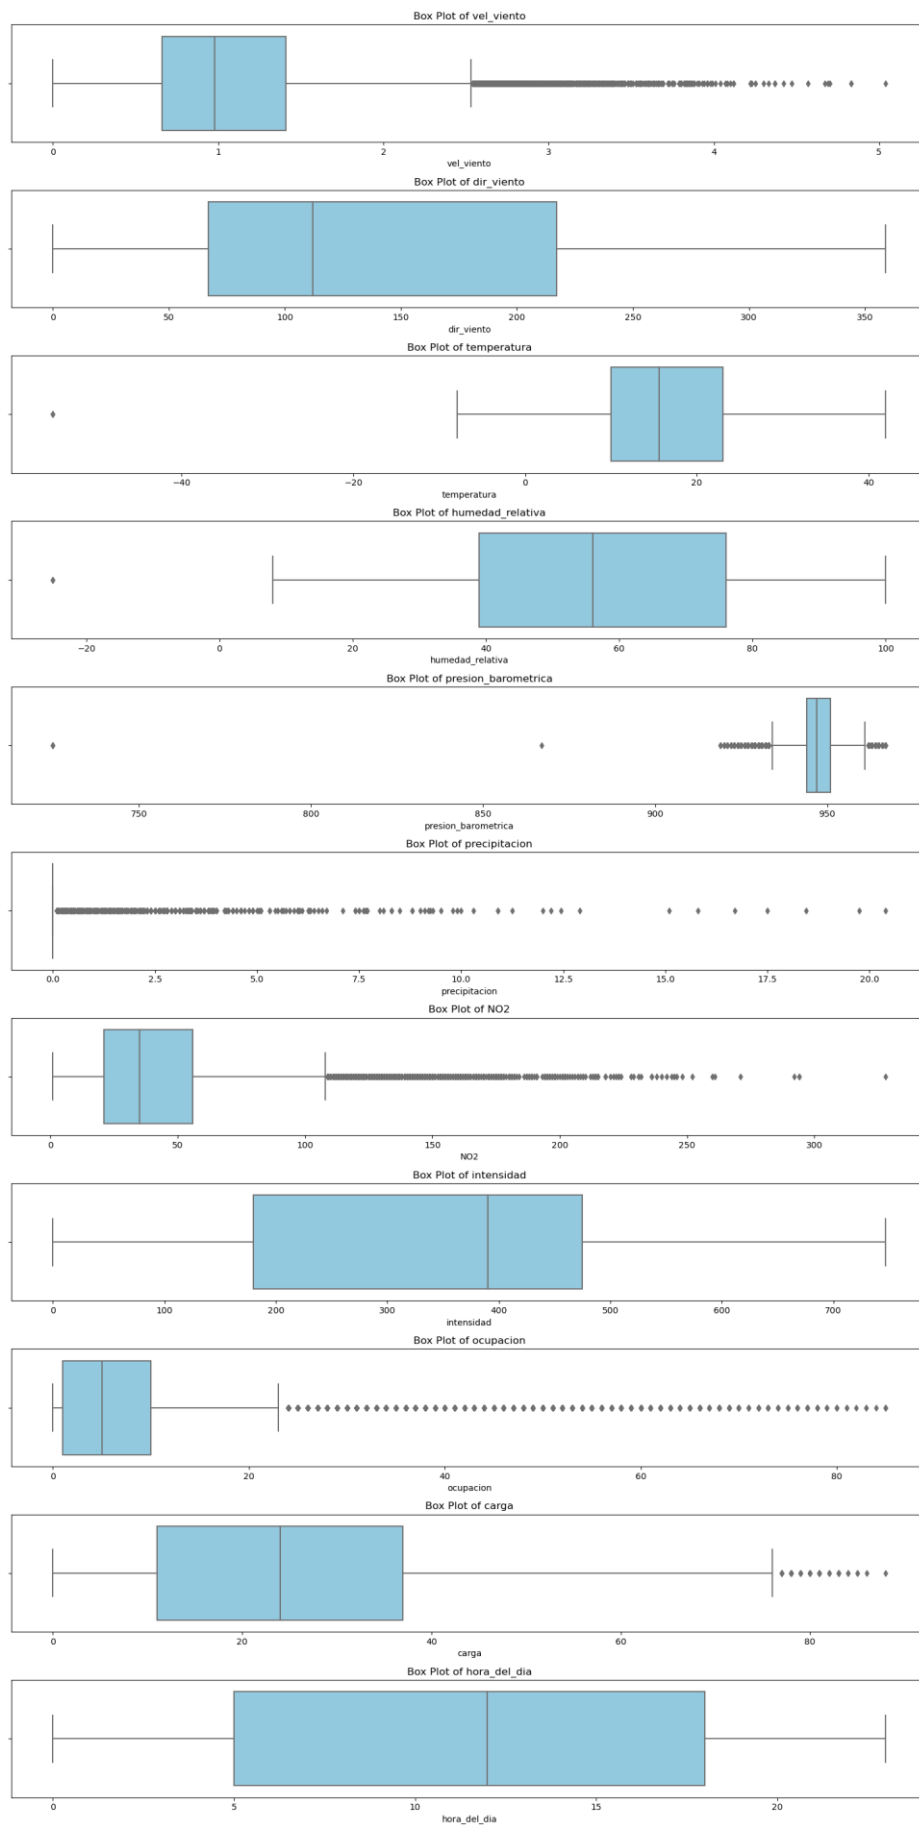 Box Plot of vel_viento
0 1 2 3 4 5
vel_viento
Box Plot of dir_viento
0 50 100 150 200 250 300 350
dir_viento
Box Plot of temperatura
−40 −20 0 20 40
temperatura
Box Plot of humedad_relativa
−20 0 20 40 60 80 100
humedad_relativa
Box Plot of presion_barometrica
750 800 850 900 950
presion_barometrica
Box Plot of precipitacion
0.0 2.5 5.0 7.5 10.0 12.5 15.0 17.5 20.0
precipitacion
Box Plot of NO2
0 50 100 150 200 250 300
NO2
Box Plot of intensidad
0 100 200 300 400 500 600 700
intensidad
Box Plot of ocupacion
0 20 40 60 80
ocupacion
Box Plot of carga
0 20 40 60 80
carga
Box Plot of hora_del_dia
0 5 10 15 20
hora_del_dia